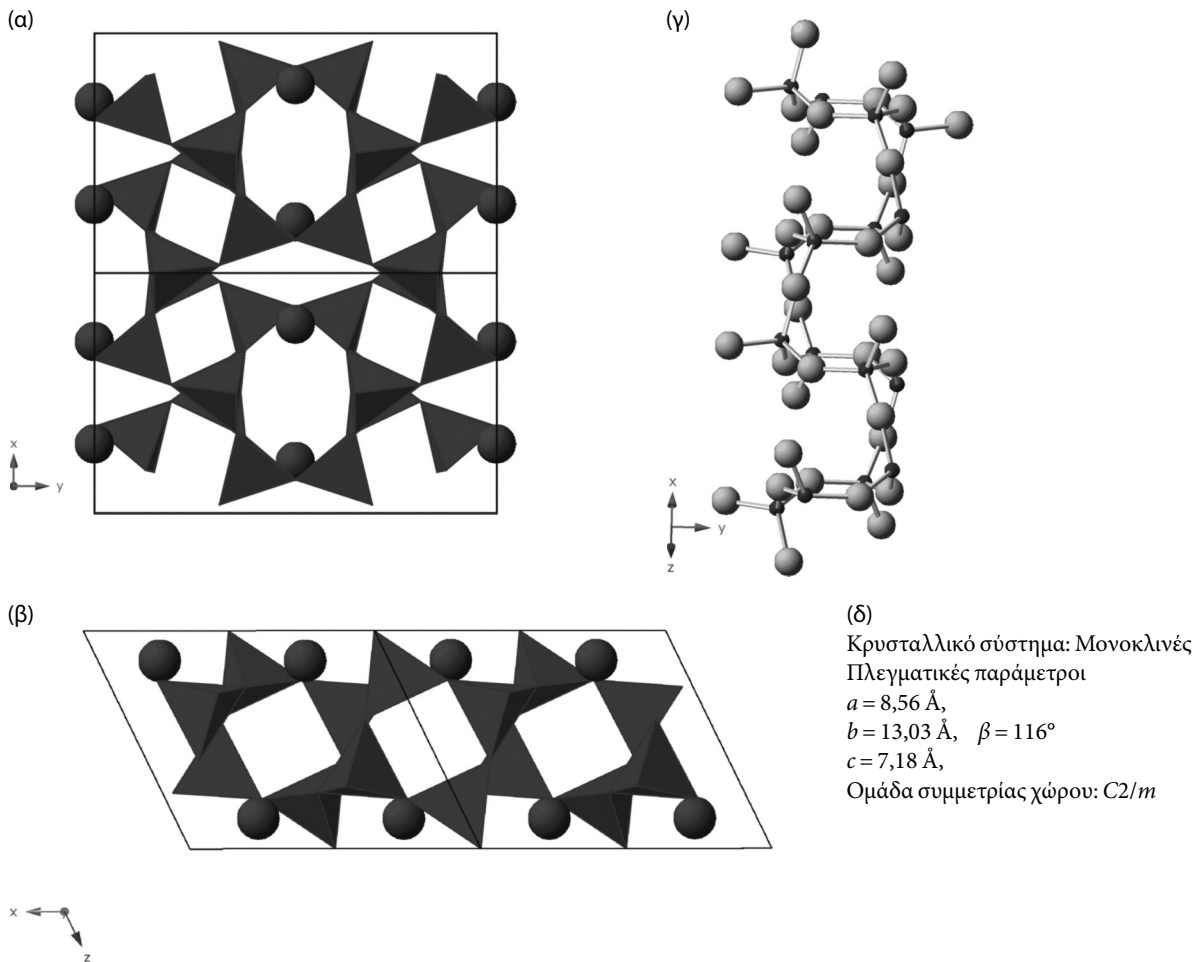 (α)
(γ)
x
y
x
y
z
(β)
(δ)
Κρυσταλλικό σύστημα: Μονοκλινές
Πλεγματικές παράμετροι
a = 8,56 Å,
b = 13,03 Å, β = 116°
c = 7,18 Å,
Ομάδα συμμετρίας χώρου: C2/m
x
y
z